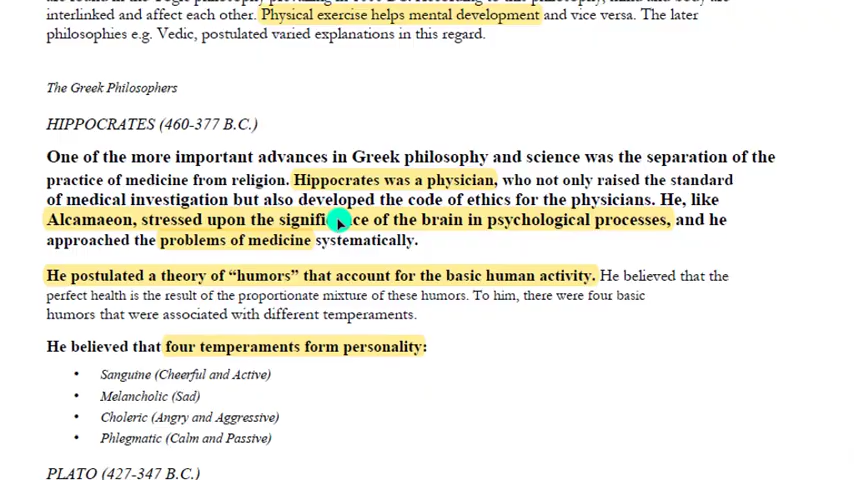 interlinked and affect each other. Physical exercise helps mental development and vice versa. The later
philosophies e.g. Vedic, postulated varied explanations in this regard.
The Greek Philosophers
HIPPOCRATES (460-377 B.C.)
One of the more important advances in Greek philosophy and science was the separation of the
practice of medicine from religion. Hippocrates was a physician, who not only raised the standard
of medical investigation but also developed the code of ethics for the physicians. He, like
Alcamaeon, stressed upon the of the brain in psychological processes, and he
approached the problems of medicine systematically.
He postulated a theory of “humors” that account for the basic human activity. He believed that the
perfect health is the result of the proportionate mixture of these humors. To him, there were four basic
humors that were associated with different temperaments.
He believed that four temperaments form personality:
• Sanguine (Cheerful and Active)
• Melancholic (Sad)
• Choleric (Angry and Aggressive)
• Phlegmatic (Calm and Passive)
PLATO (427-347 B.C.)